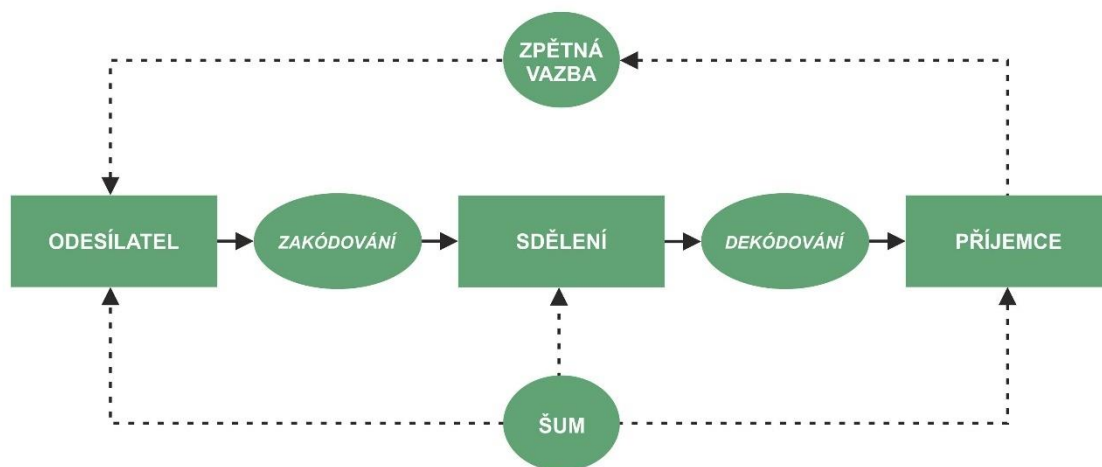 ZPĚTNÁ
VAZBA
ODESÍLATEL
ZAKÓDOVÁNÍ
SDĚLENÍ
DEKÓDOVÁNÍ
PŘÍJEMCE
ŠUM